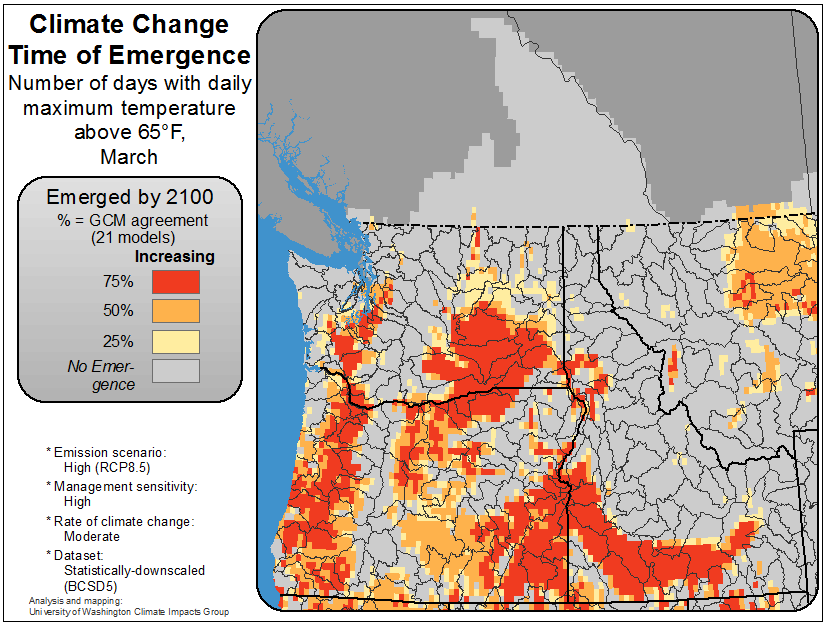 Climate Change
Time of Emergence
Number of days with daily
maximum temperature
above 65°F,
March
Emerged by 2100
% = GCM agreement
(21 models)
Increasing
75%
50%
25%
No Emer-
gence
* Emission scenario:
High (RCP8.5)
* Management sensitivity:
High
* Rate of climate change:
Moderate
* Dataset:
Statistically-downscaled
(BCSD5)
Analysis and mapping:
University of Washington Climate Impacts Group